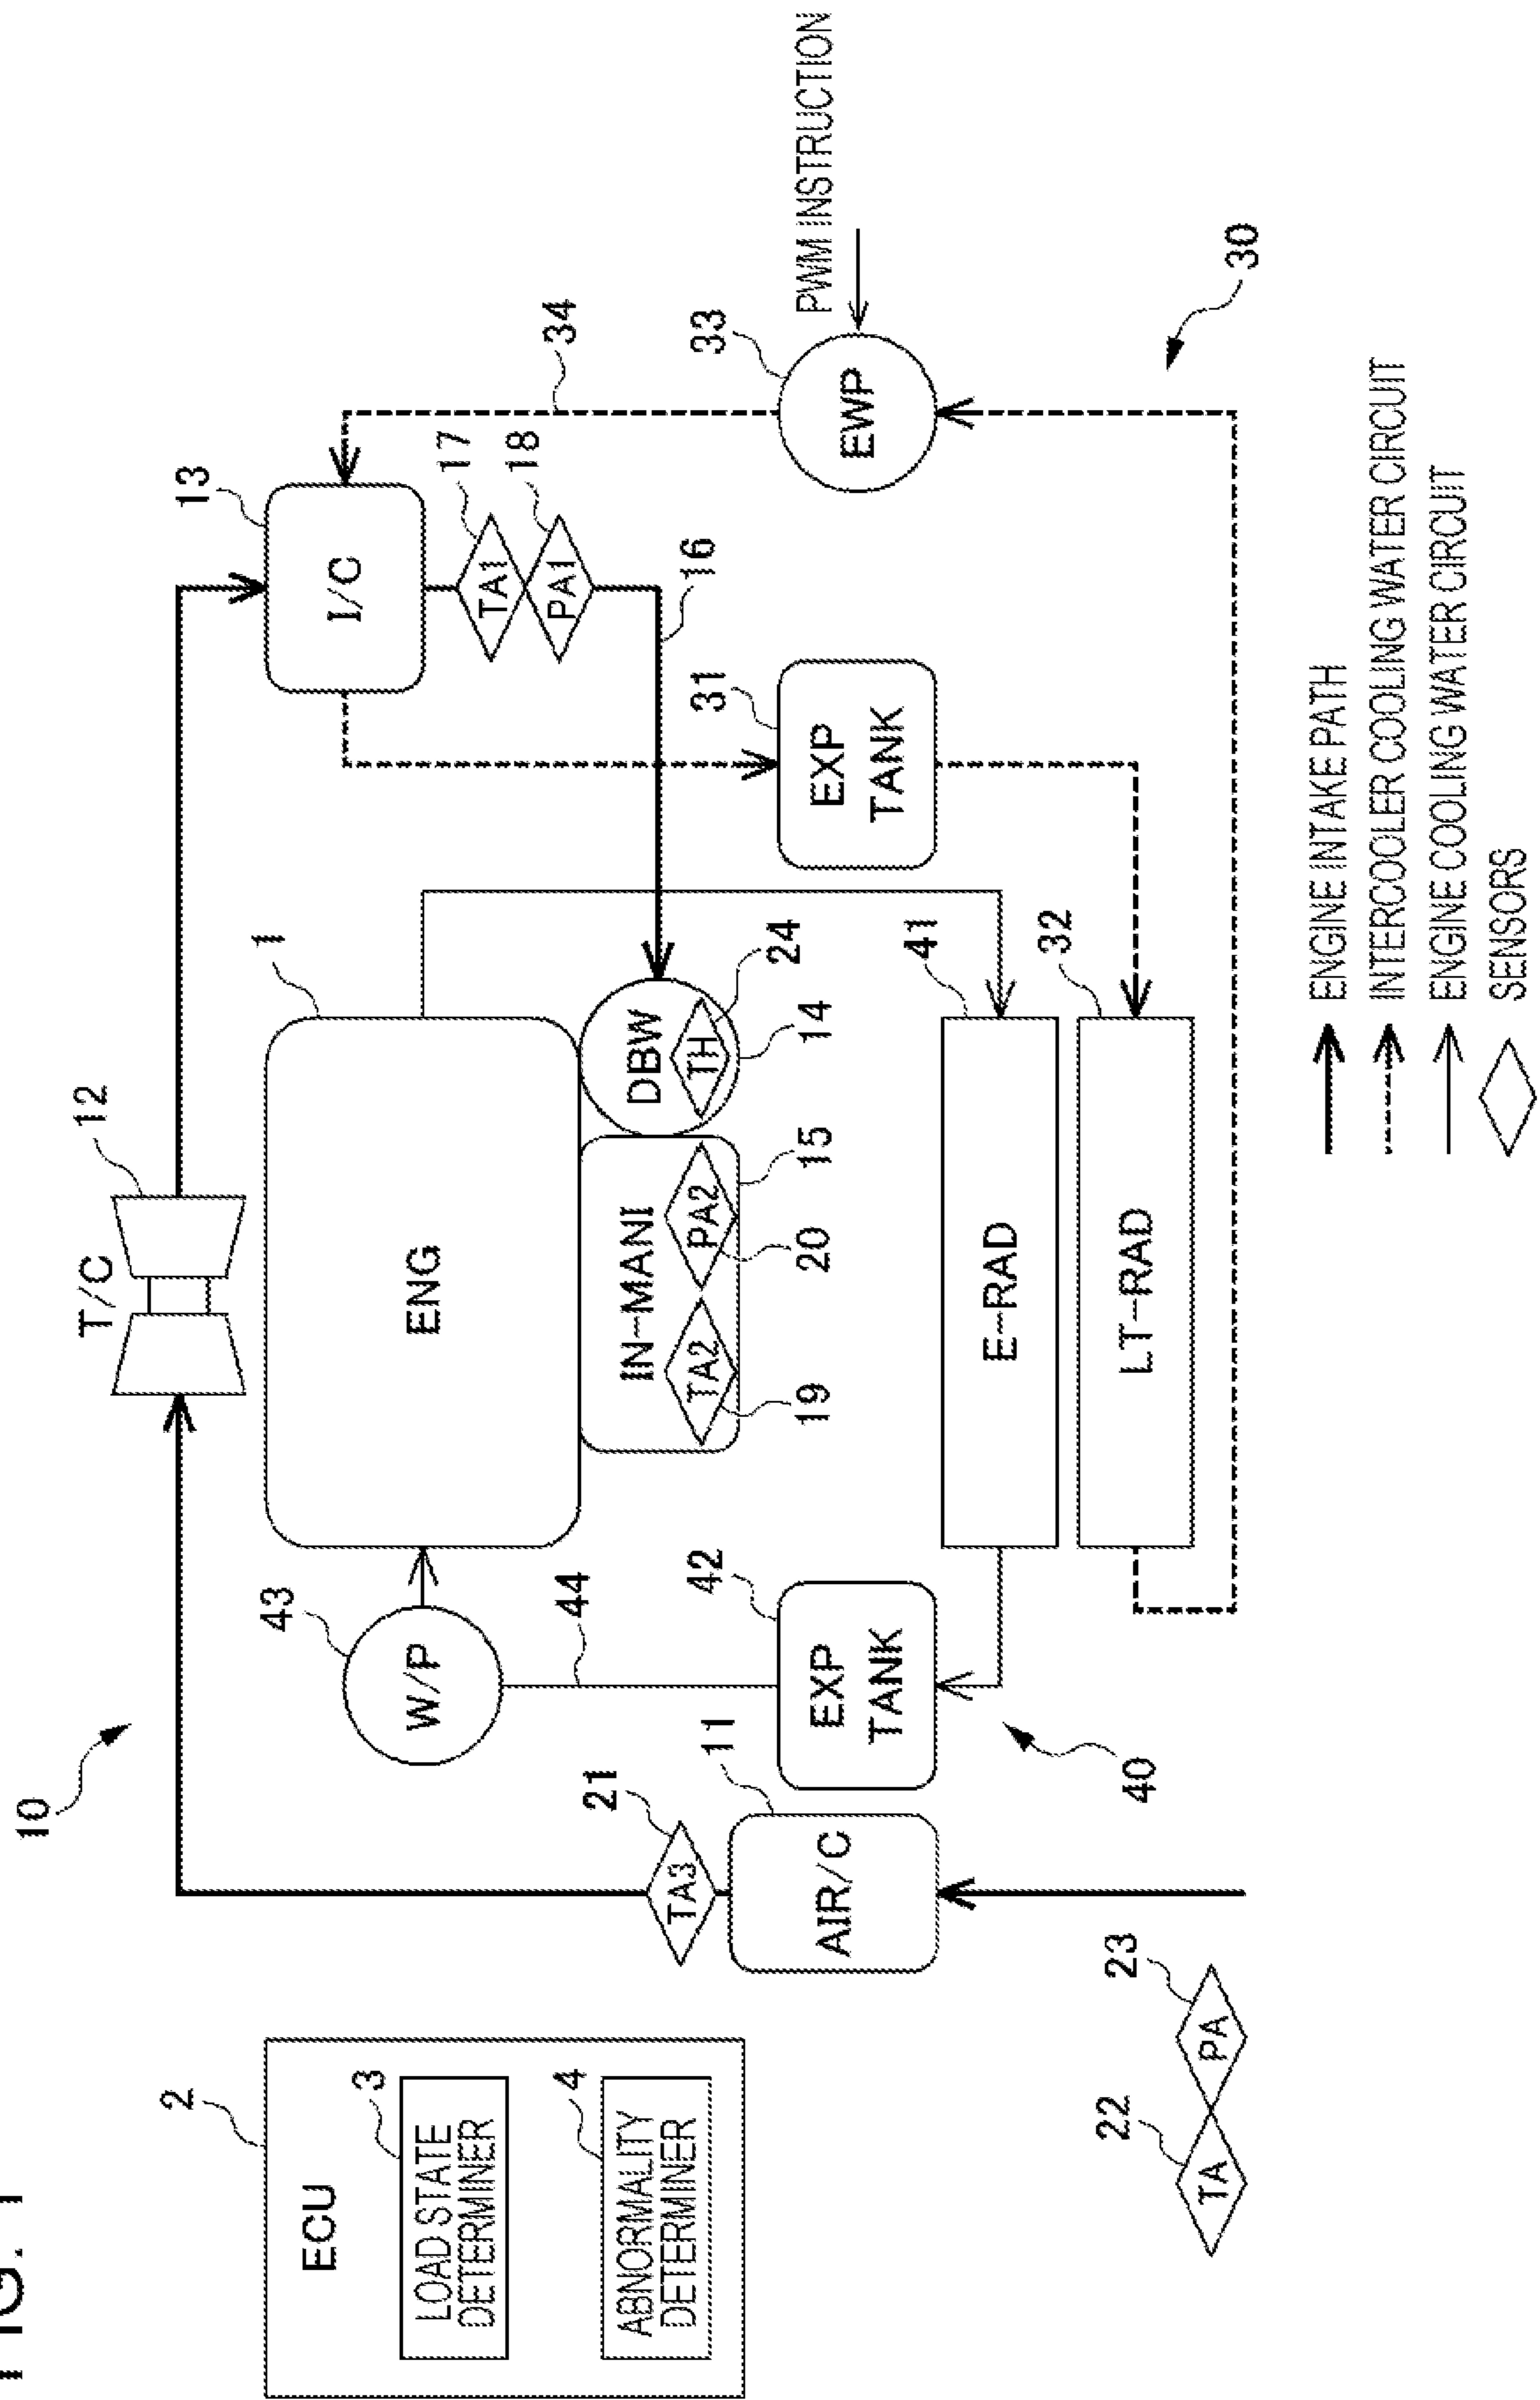 FIG. 1
10
T/C
12
2
ECU
3
LOAD STATE
DETERMINER
4
ABNORMALITY
DETERMINER
43
W/P
1
ENG
13
I/C
TA1
17
PA1
18
34
44
21
TA3
IN-MANI
TA2
PA2
19
20
15
DBW
TH
24
14
16
11
AIR/C
42
EXP
TANK
31
EXP
TANK
33
EWP
PWM INSTRUCTION
40
E-RAD
41
LT-RAD
32
30
22
TA
23
PA
ENGINE INTAKE PATH
INTERCOOLER COOLING WATER CIRCUIT
ENGINE COOLING WATER CIRCUIT
SENSORS